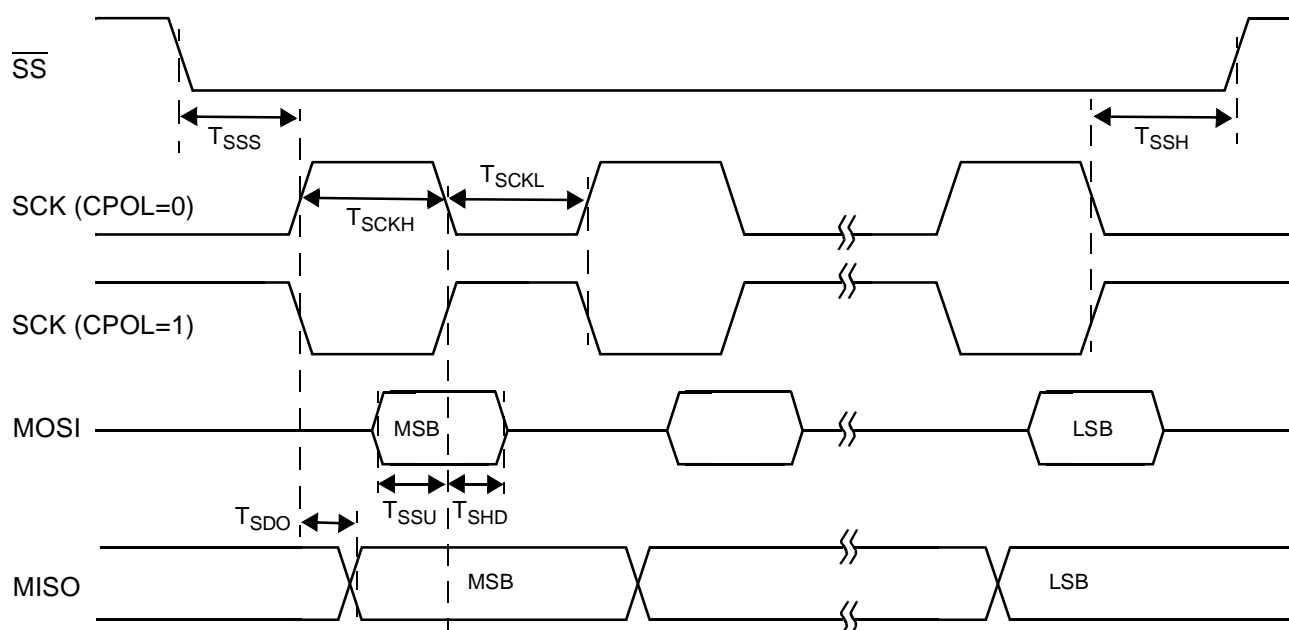 SS
TSSS
TSSH
SCK (CPOL=0)
TSCKH
TSCKL
SCK (CPOL=1)
MOSI
MSB
LSB
TSSU
TSHD
TSDO
MISO
MSB
LSB